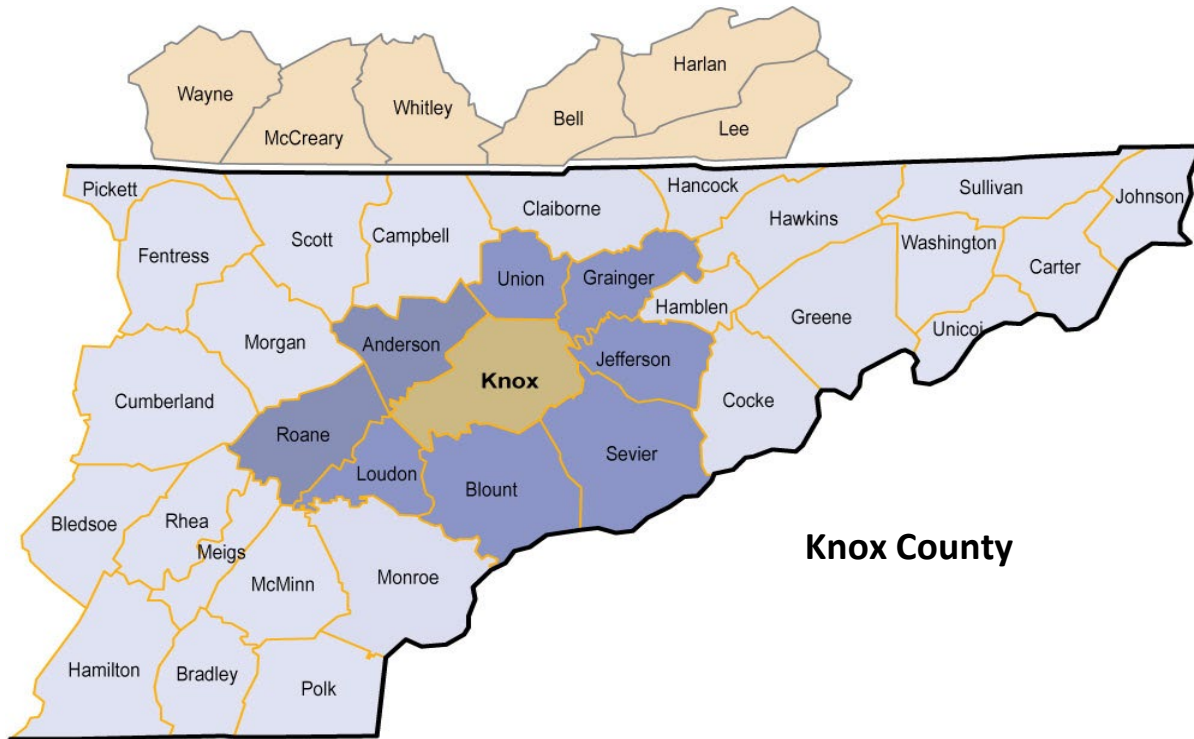 Harlan
Wayne
Whitley
Bell
Lee
McCreary
Pickett
Hancock
Sullivan
Johnson
Claiborne
Hawkins
Scott
Campbell
Washington
Fentress
Carter
Union
Grainger
Hamblen
Greene
Unicoi
Morgan
Anderson
Jefferson
Knox
Cumberland
Cocke
Roane
Sevier
Loudon
Blount
Bledsoe
Rhea
Meigs
Knox County
McMinn
Monroe
Hamilton
Bradley
Polk